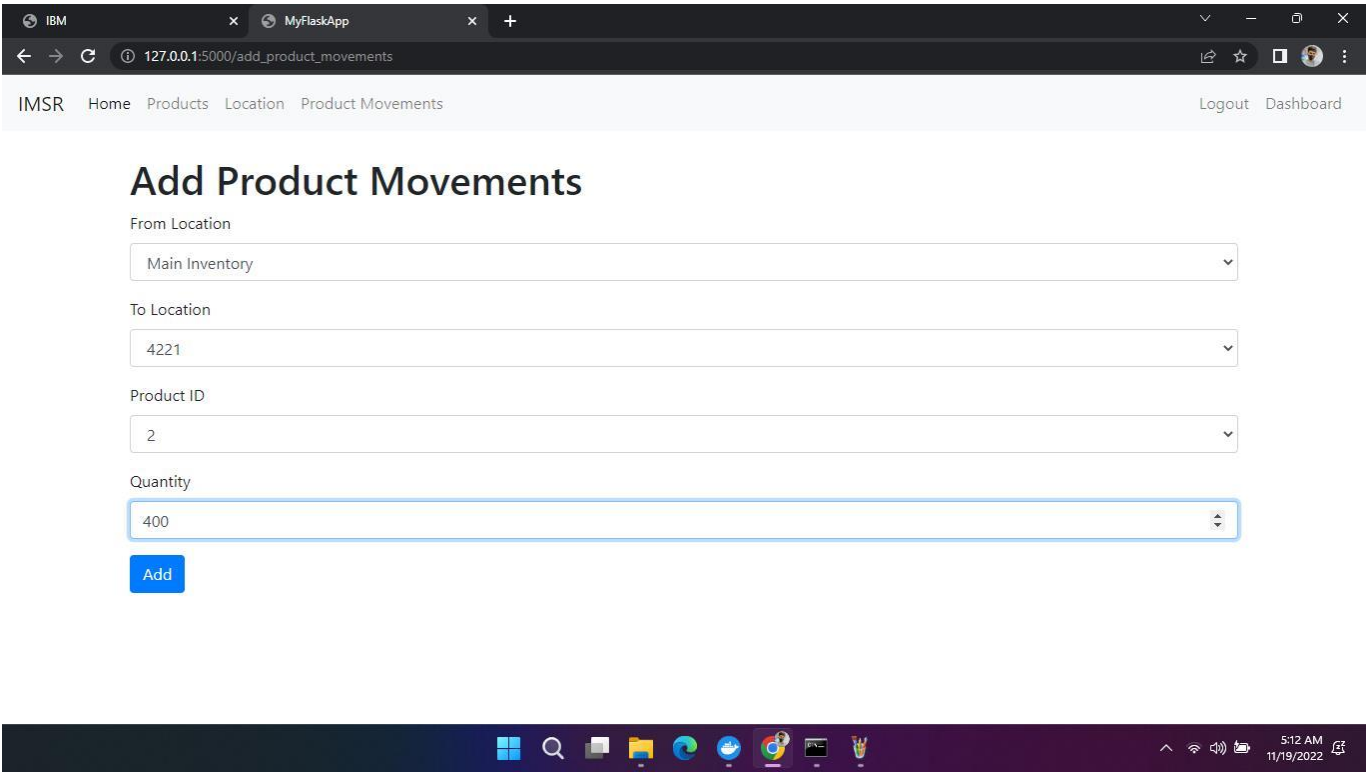 IBM
MyFlaskApp
127.0.0.1:5000/add_product_movements
IMSR Home Products Location Product Movements Logout Dashboard
Add Product Movements
From Location
Main Inventory
To Location
4221
Product ID
2
Quantity
400
Add
5:12 AM
11/19/2022